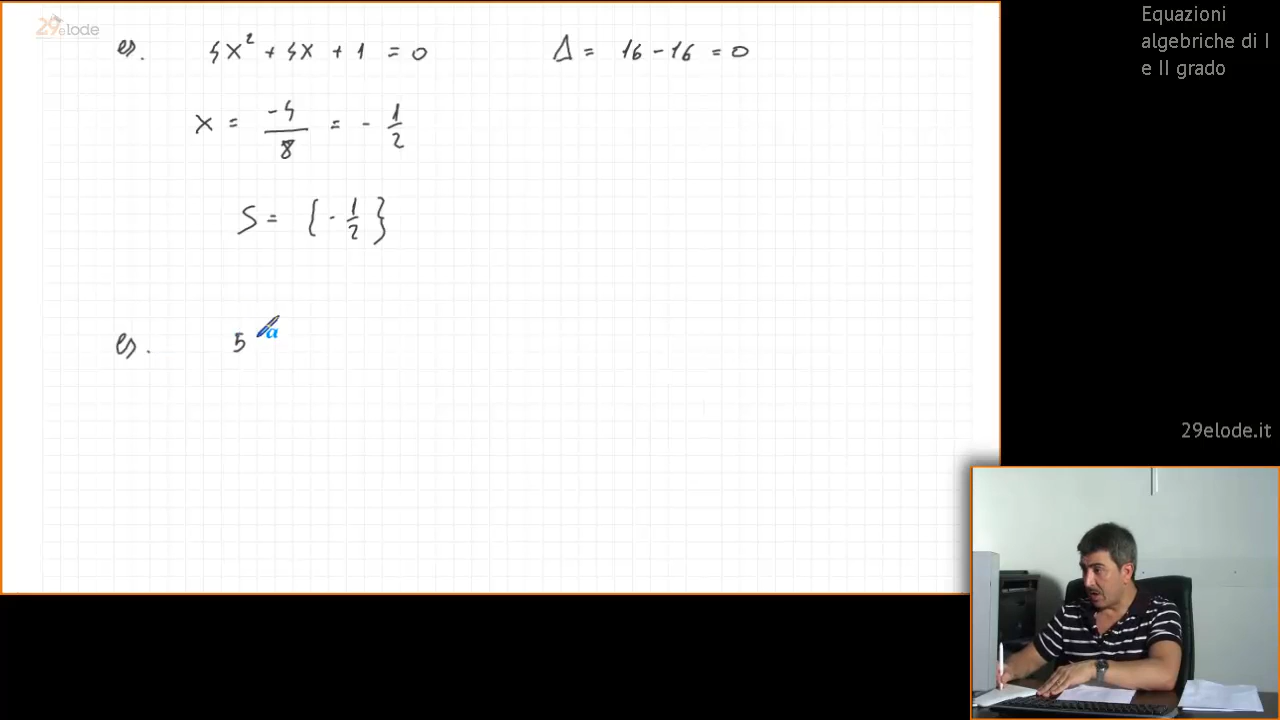 29elode
es. 4x² + 4x + 1 = 0 Δ = 16 - 16 = 0
x = -4/8 = - 1/2
S = { - 1/2 }
es. 5
a
Equazioni
algebriche di I
e II grado
29elode.it